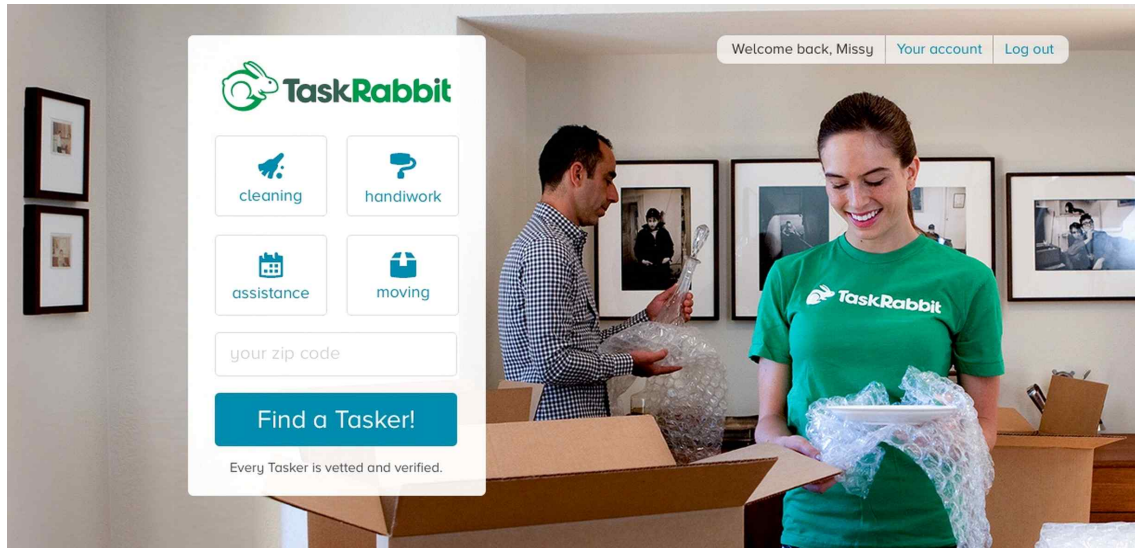 Welcome back, Missy Your account Log out
TaskRabbit
cleaning handiwork
assistance moving
your zip code
Find a Tasker!
Every Tasker is vetted and verified.
TaskRabbit